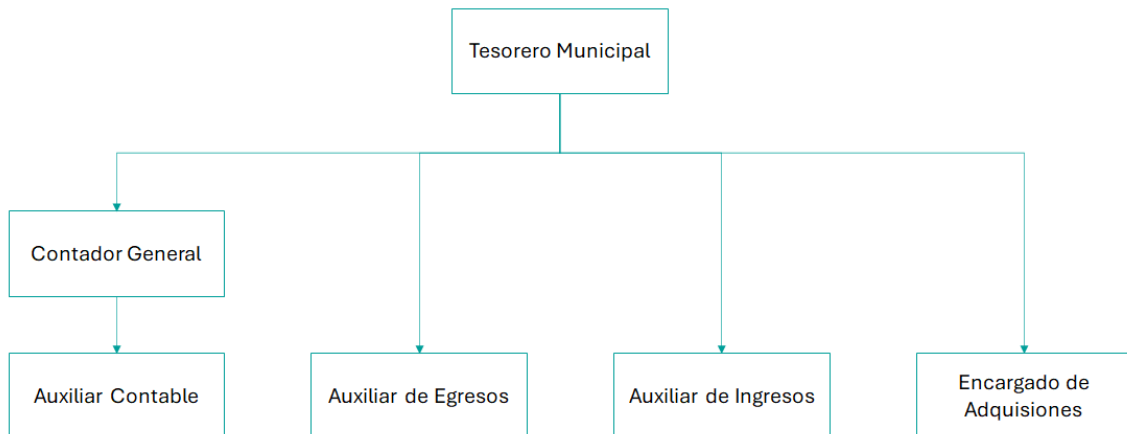 Tesorero Municipal
Contador General
Auxiliar Contable
Auxiliar de Egresos
Auxiliar de Ingresos
Encargado de
Adquisiones